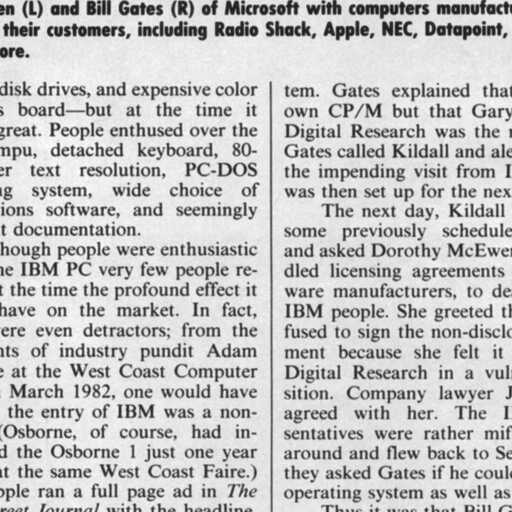 en (L) and Bill Gates (R) of Microsoft with computers manufactu
their customers, including Radio Shack, Apple, NEC, Datapoint,
ore.
disk drives, and expensive color
s board—but at the time it
great. People enthused over the
mpu, detached keyboard, 80-
er text resolution, PC-DOS
ng system, wide choice of
ions software, and seemingly
t documentation.
hough people were enthusiastic
he IBM PC very few people re-
t the time the profound effect it
have on the market. In fact,
ere even detractors; from the
nts of industry pundit Adam
e at the West Coast Computer
March 1982, one would have
the entry of IBM was a non-
(Osborne, of course, had in-
d the Osborne 1 just one year
at the same West Coast Faire.)
ple ran a full page ad in The
reet Journal with the headline
tem. Gates explained that
own CP/M but that Gary
Digital Research was the
Gates called Kildall and ale
the impending visit from I
was then set up for the nex
The next day, Kildall
some previously schedule
and asked Dorothy McEwen
dled licensing agreements
ware manufacturers, to de
IBM people. She greeted th
fused to sign the non-disclo
ment because she felt it
Digital Research in a vuln
sition. Company lawyer J
agreed with her. The I
sentatives were rather mif
around and flew back to Se
they asked Gates if he could
operating system as well as
Thus it was that Bill G